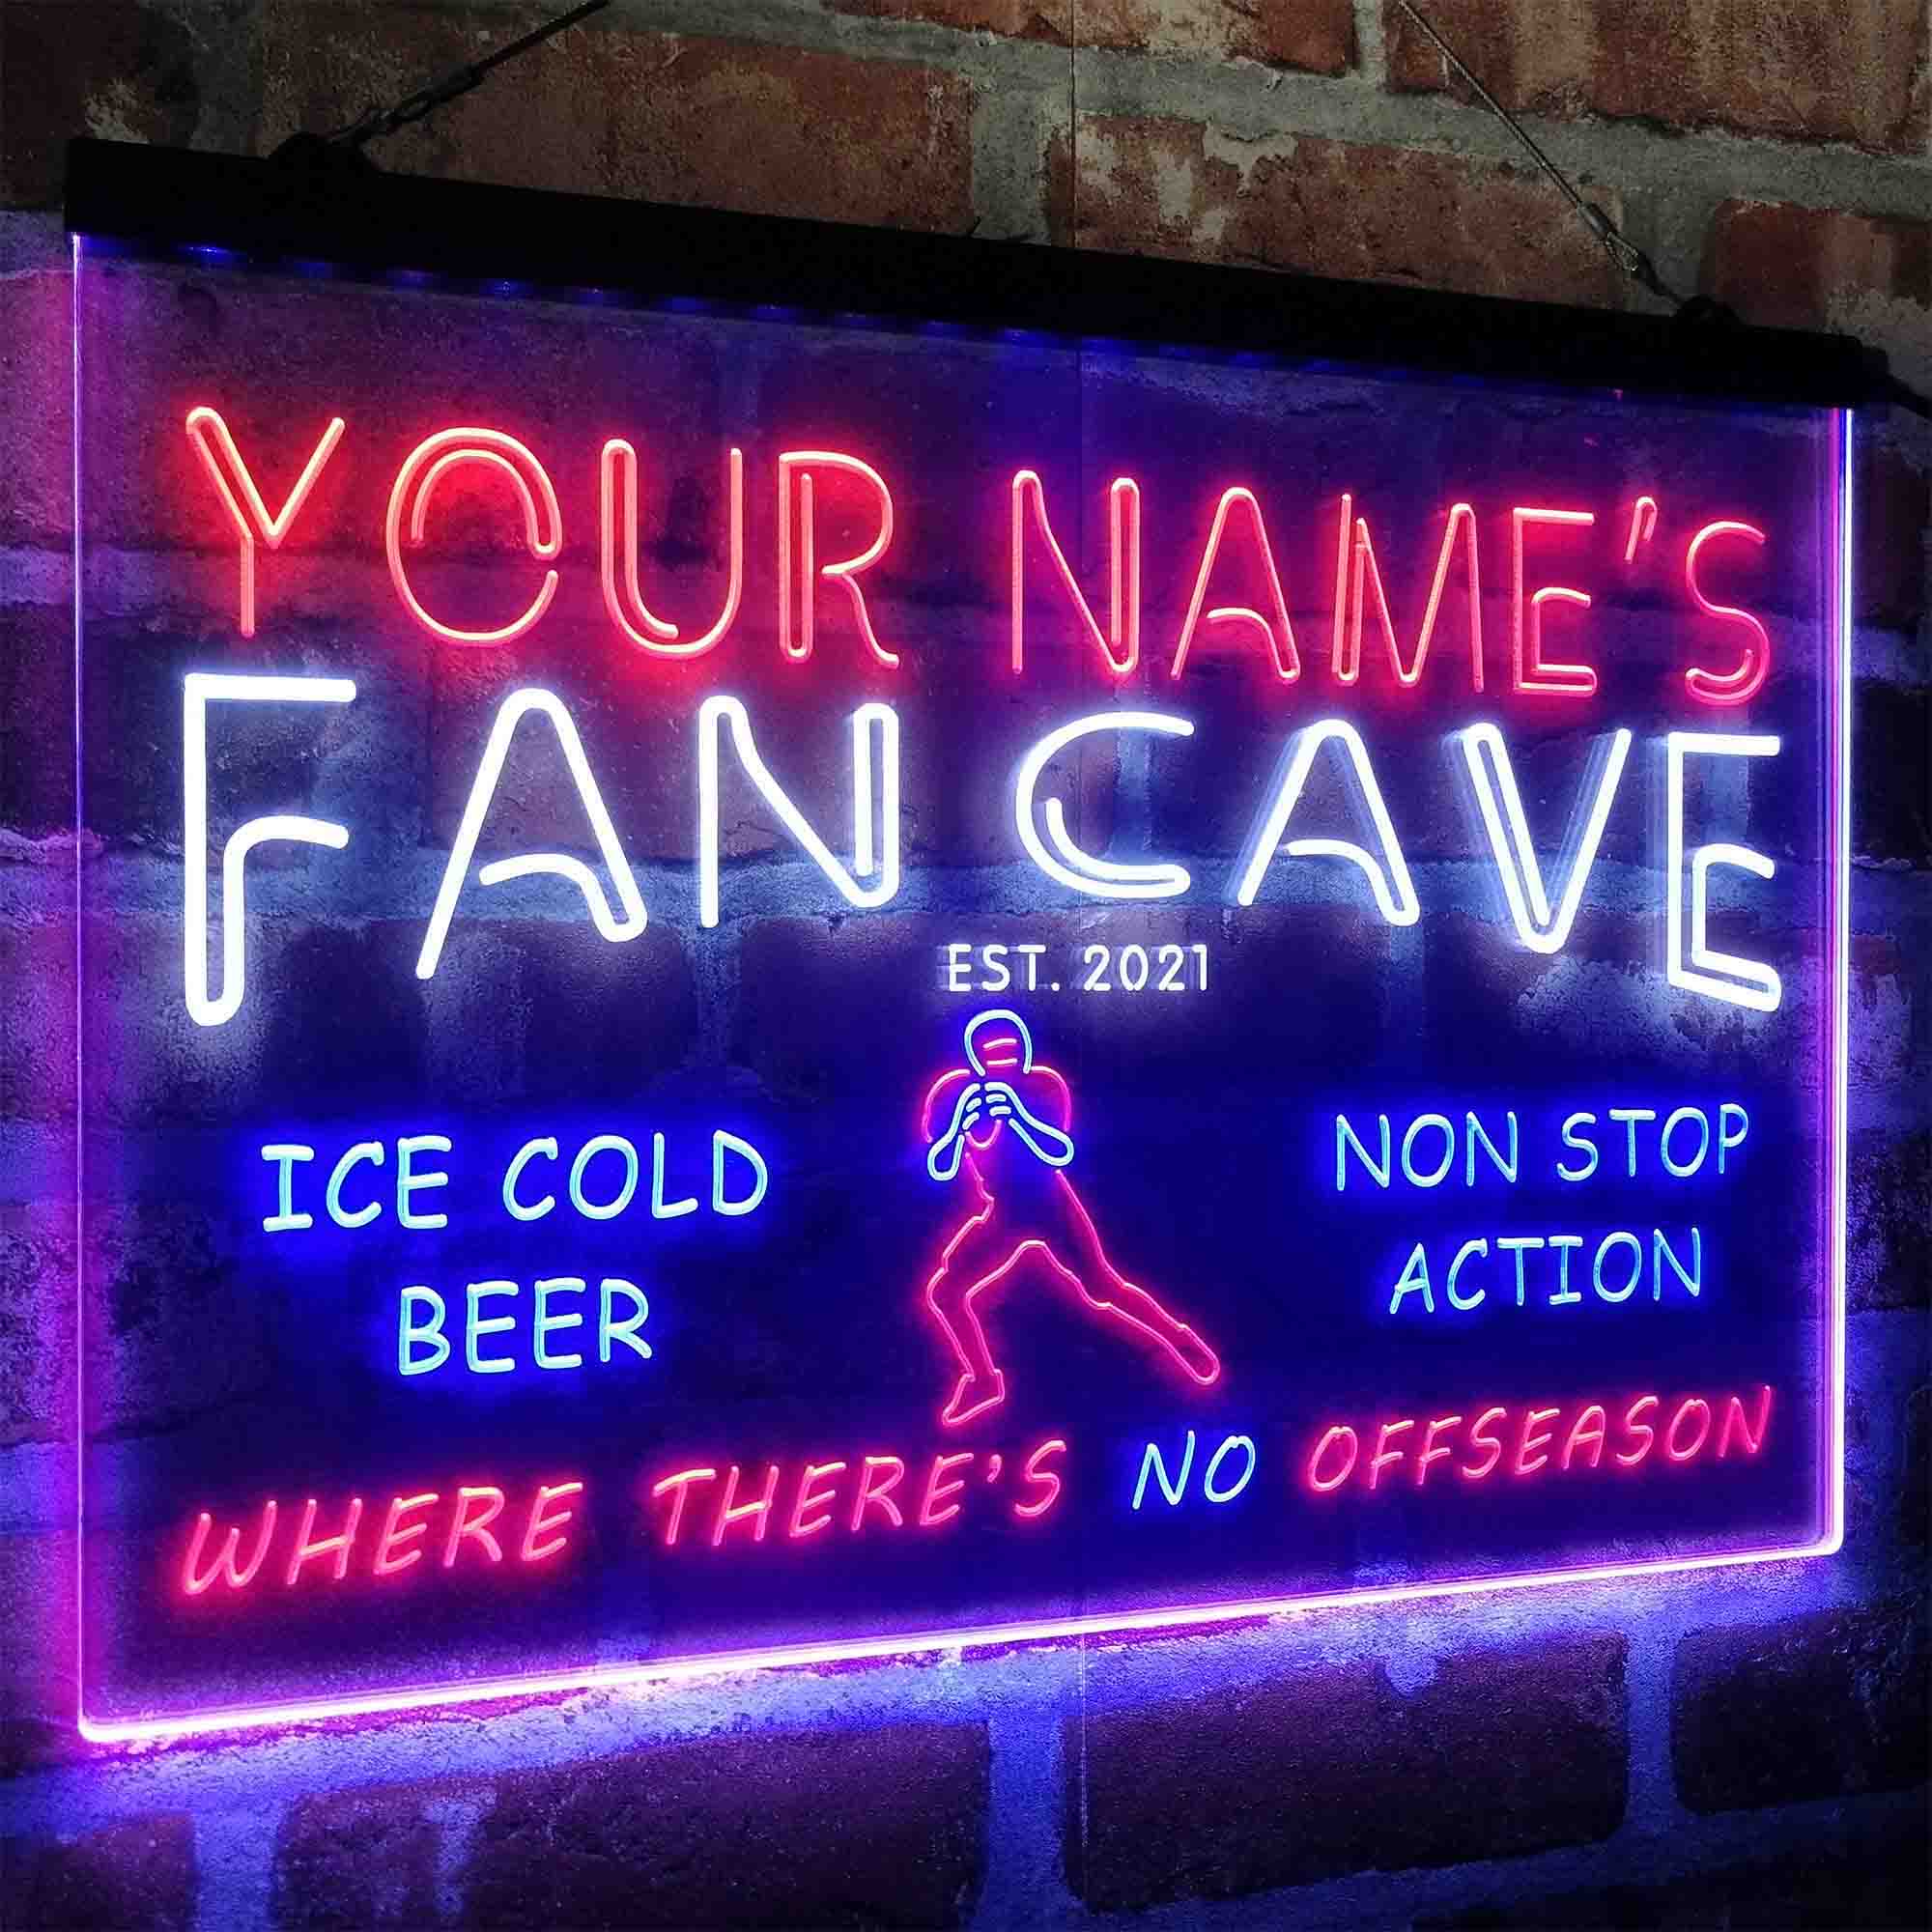 YOUR NAME'S
FAN CAVE
EST. 2021
ICE COLD
BEER
NON STOP
ACTION
WHERE THERE'S NO OFFSEASON